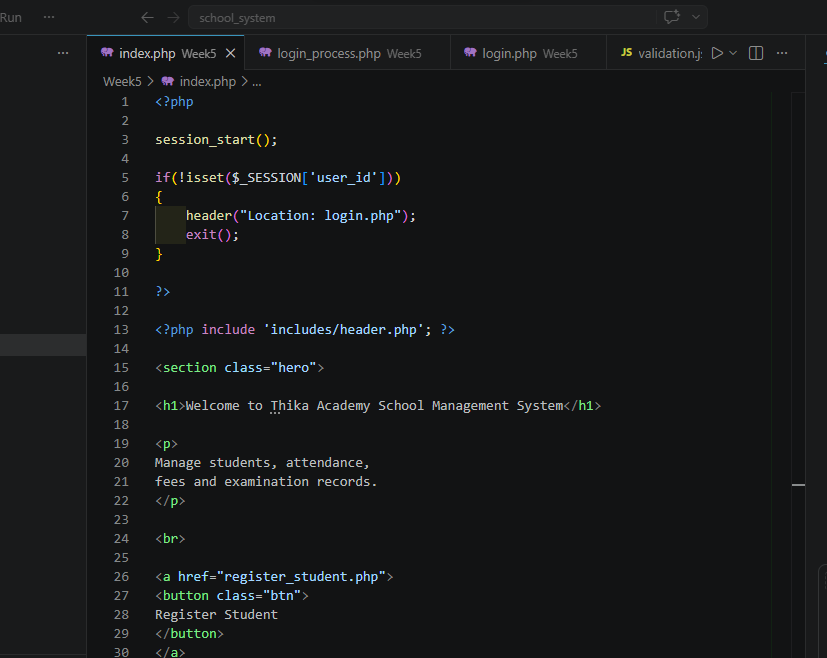 Run ···
school_system
···
index.php Week5
login_process.php Week5
login.php Week5
JS validation.j
···
Week5 > index.php > ...
1 <?php
2
3 session_start();
4
5 if(!isset($_SESSION['user_id']))
6 {
7 header("Location: login.php");
8 exit();
9 }
10
11 ?>
12
13 <?php include 'includes/header.php'; ?>
14
15 <section class="hero">
16
17 <h1>Welcome to Thika Academy School Management System</h1>
18
19 <p>
20 Manage students, attendance,
21 fees and examination records.
22 </p>
23
24 <br>
25
26 <a href="register_student.php">
27 <button class="btn">
28 Register Student
29 </button>
30 </a>